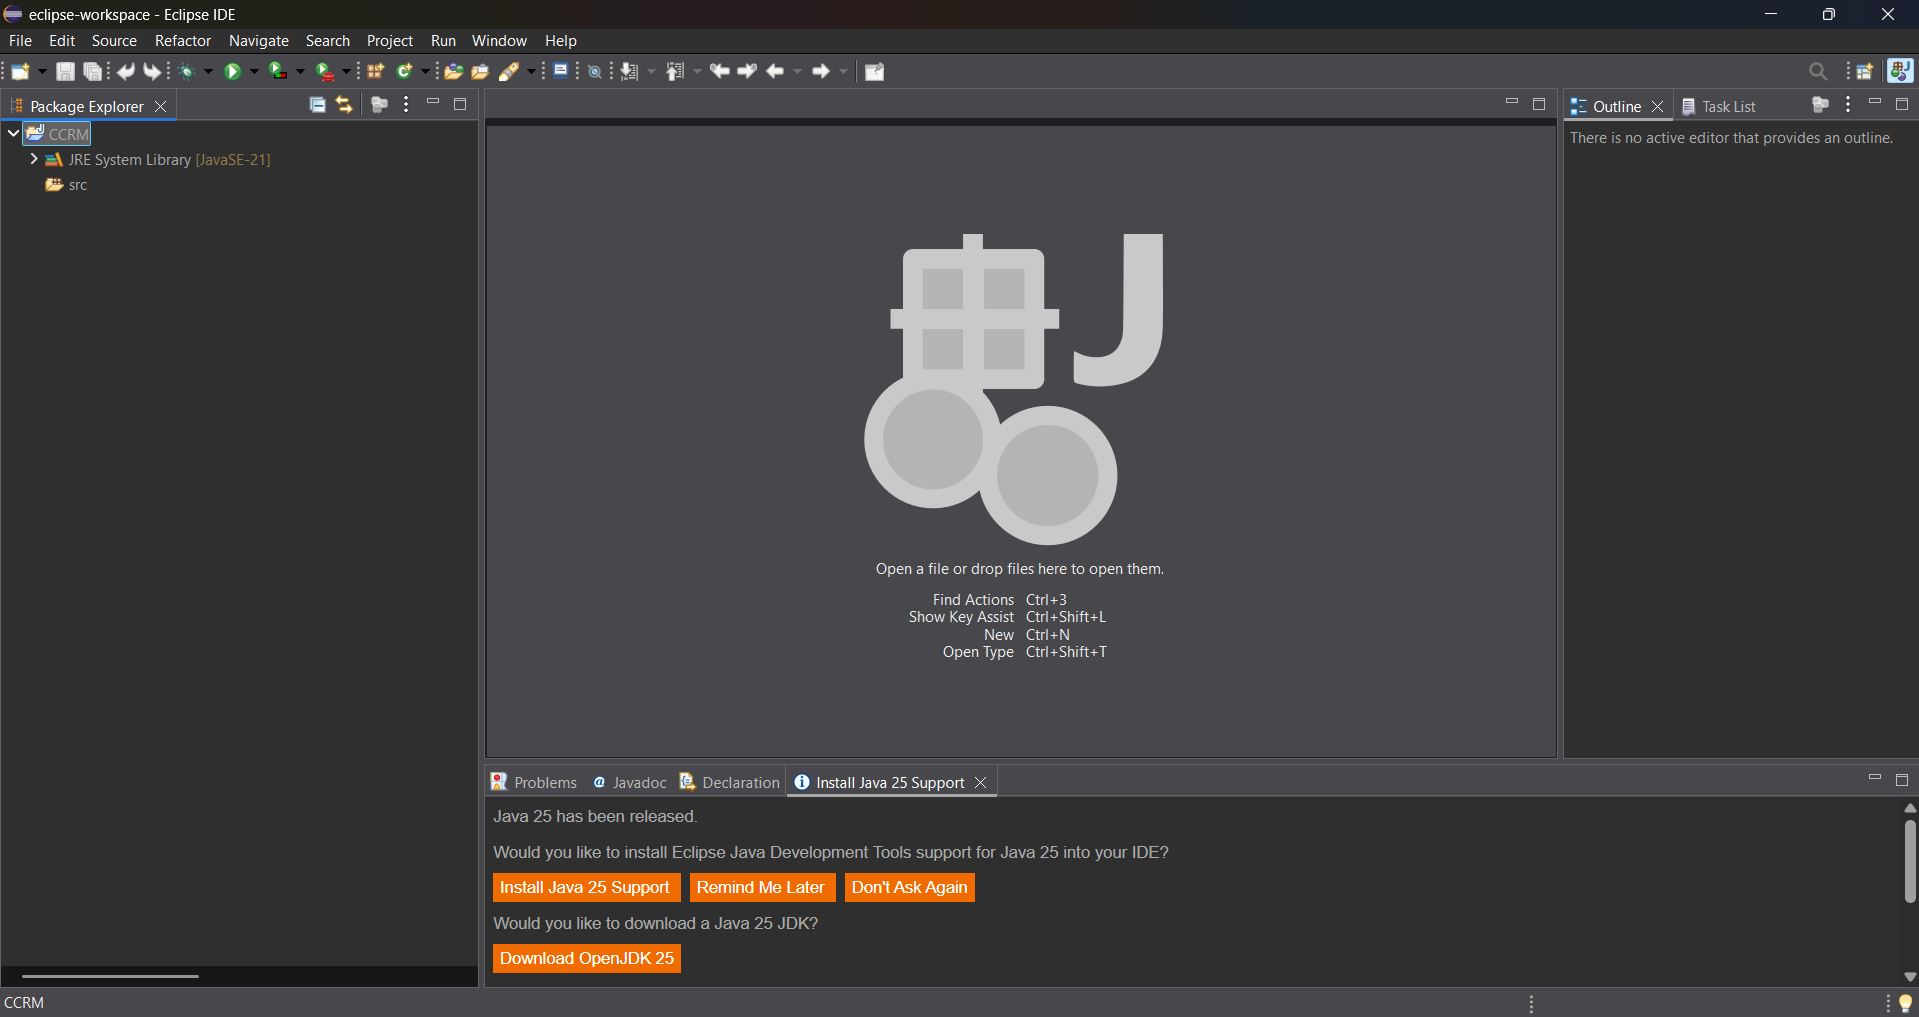 eclipse-workspace - Eclipse IDE
File Edit Source Refactor Navigate Search Project Run Window Help
Package Explorer
CCRM
JRE System Library [JavaSE-21]
src
Open a file or drop files here to open them.
Find Actions Ctrl+3
Show Key Assist Ctrl+Shift+L
New Ctrl+N
Open Type Ctrl+Shift+T
Outline Task List
There is no active editor that provides an outline.
Problems @ Javadoc Declaration Install Java 25 Support
Java 25 has been released.
Would you like to install Eclipse Java Development Tools support for Java 25 into your IDE?
Install Java 25 Support Remind Me Later Don't Ask Again
Would you like to download a Java 25 JDK?
Download OpenJDK 25
CCRM